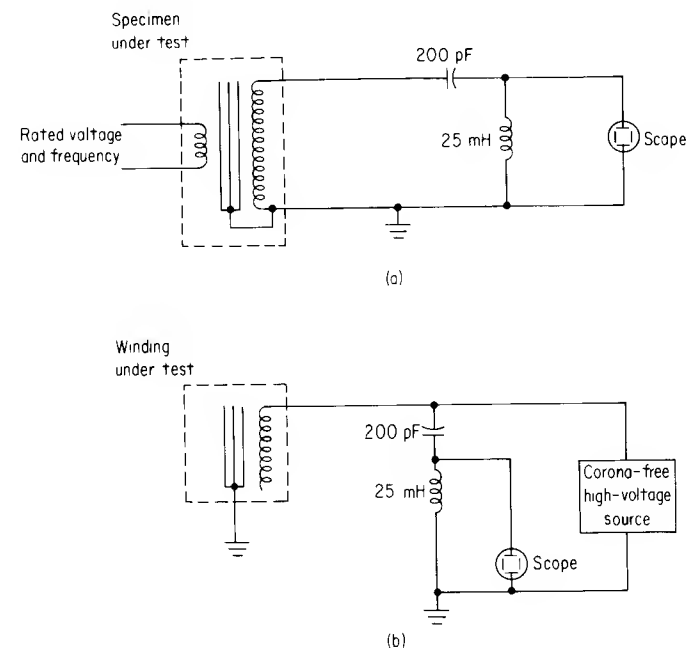 Specimen
under test
200 pF
Rated voltage
and frequency
25 mH
Scope
(a)
Winding
under test
200 pF
25 mH
Corona-free
high-voltage
source
Scope
(b)